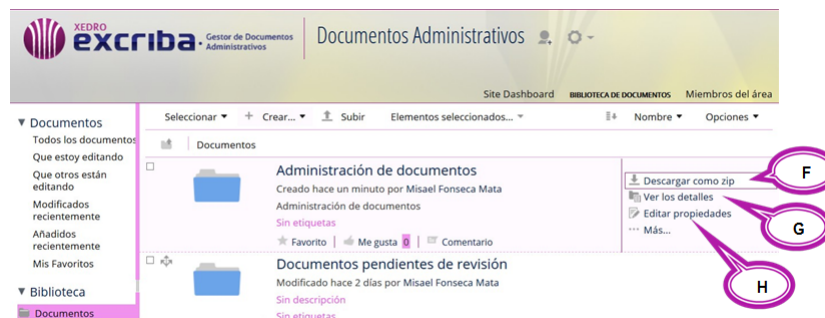 XEDRO
excriba.
Gestor de Documentos
Administrativos
Documentos Administrativos
Site Dashboard BIBLIOTECA DE DOCUMENTOS Miembros del área
Seleccionar + Crear... Subir Elementos seleccionados... Nombre Opciones
Documentos
Todos los documentos
Que estoy editando
Que otros están
editando
Modificados
recientemente
Añadidos
recientemente
Mis Favoritos
Biblioteca
Documentos
Documentos
Administración de documentos
Creado hace un minuto por Misael Fonseca Mata
Administración de documentos
Sin etiquetas
Favorito | Me gusta 0 | Comentario
Documentos pendientes de revisión
Modificado hace 2 días por Misael Fonseca Mata
Sin descripción
Sin etiquetas
Descargar como zip
Ver los detalles
Editar propiedades
Más...
F
G
H